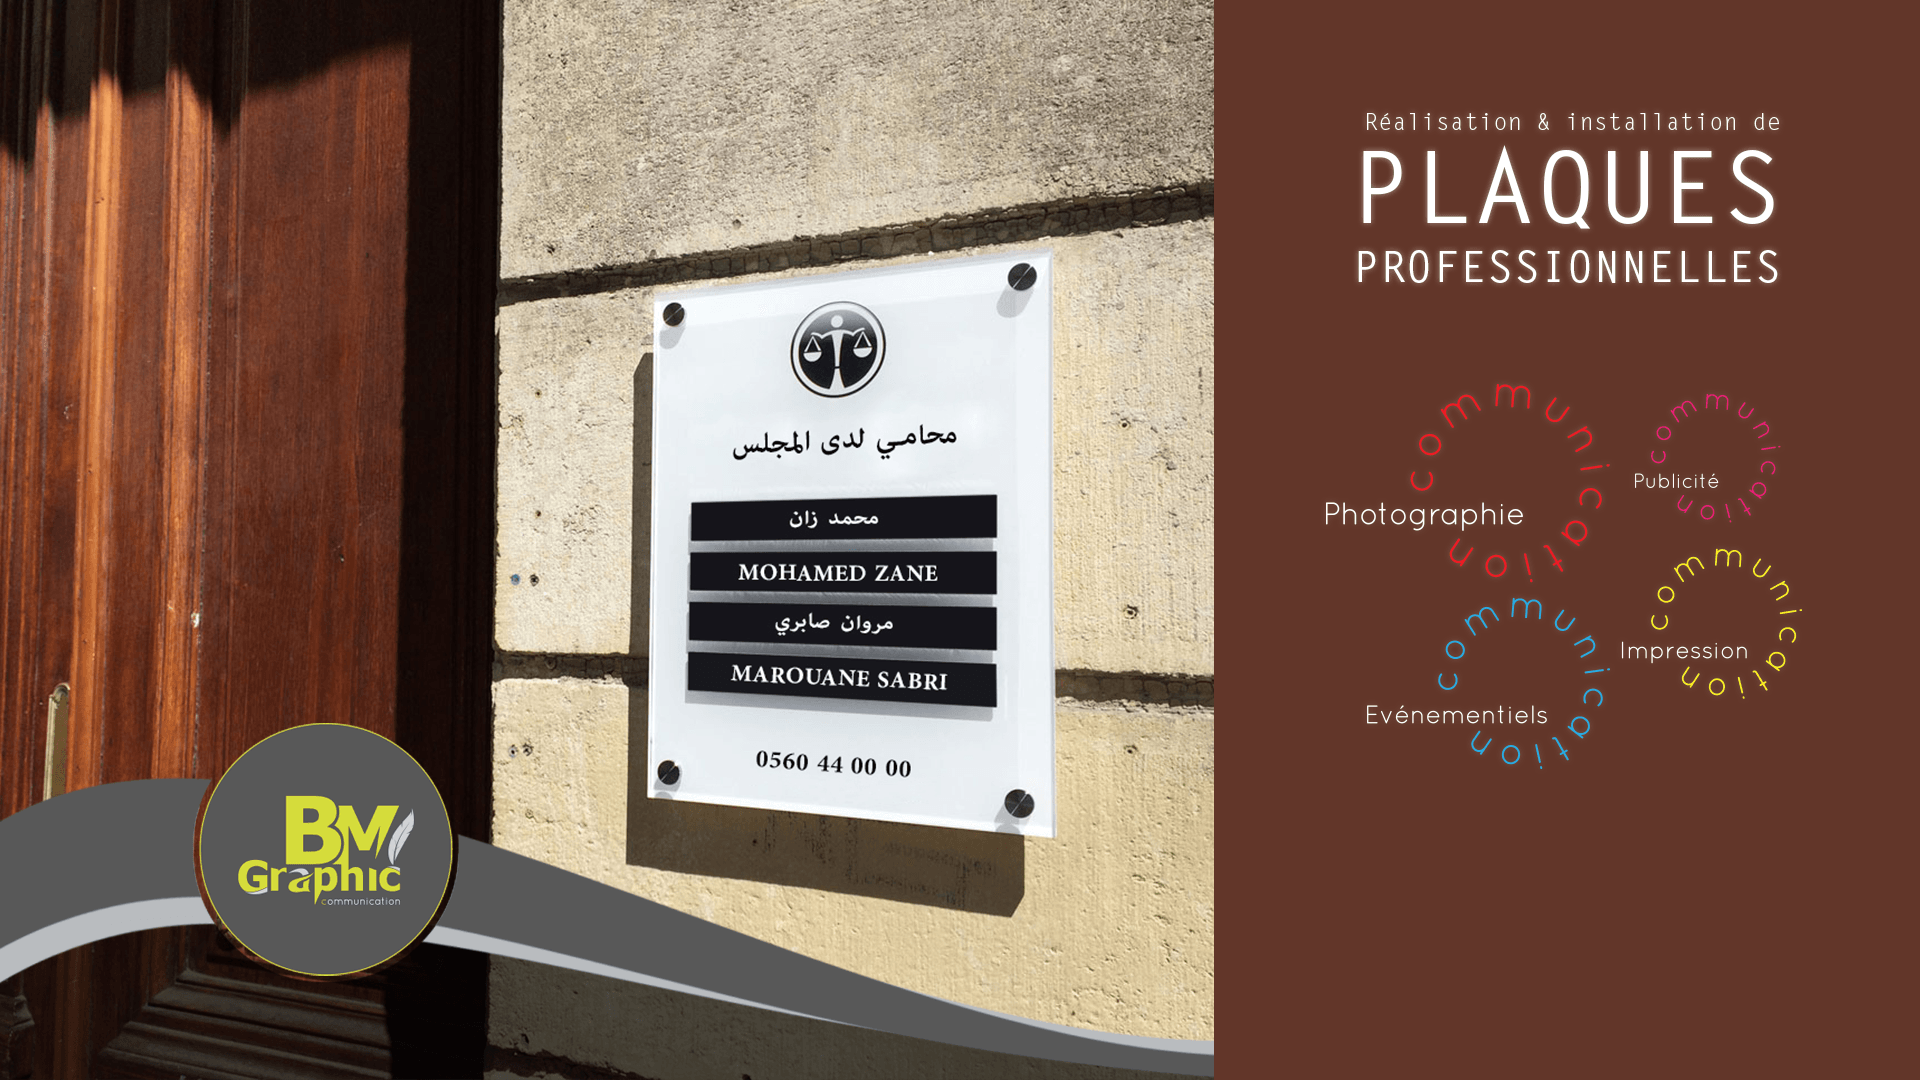 محامي لدى المجلس
محمد زان
MOHAMED ZANE
مروان صابري
MAROUANE SABRI
0560 44 00 00
BM
Graphic
communication
Réalisation & installation de
PLAQUES
PROFESSIONNELLES
communication
Photographie
communication
Publicité
communication
Evénementiels
communication
Impression